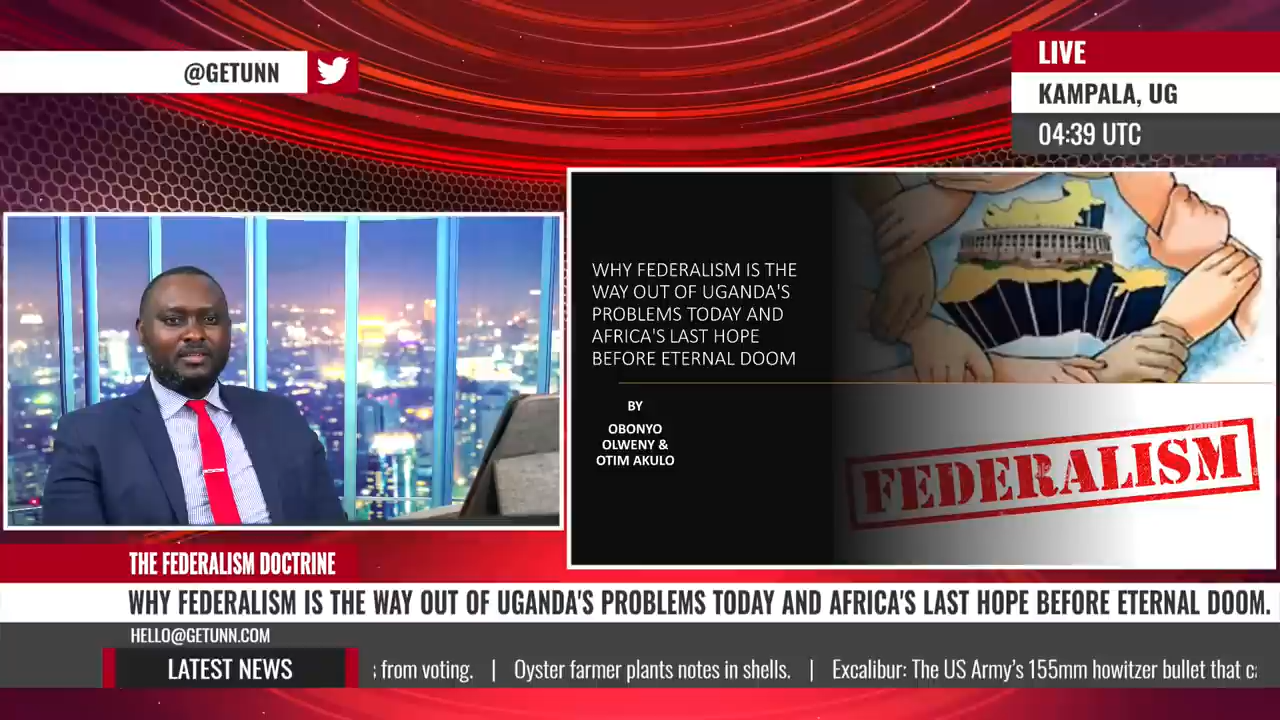 @GETUNN
LIVE
KAMPALA, UG
04:39 UTC
WHY FEDERALISM IS THE
WAY OUT OF UGANDA'S
PROBLEMS TODAY AND
AFRICA'S LAST HOPE
BEFORE ETERNAL DOOM
BY
OBONYO
OLWENY &
OTIM AKULO
FEDERALISM
THE FEDERALISM DOCTRINE
WHY FEDERALISM IS THE WAY OUT OF UGANDA'S PROBLEMS TODAY AND AFRICA'S LAST HOPE BEFORE ETERNAL DOOM.
HELLO@GETUNN.COM
LATEST NEWS
from voting. | Oyster farmer plants notes in shells. | Excalibur: The US Army's 155mm howitzer bullet that